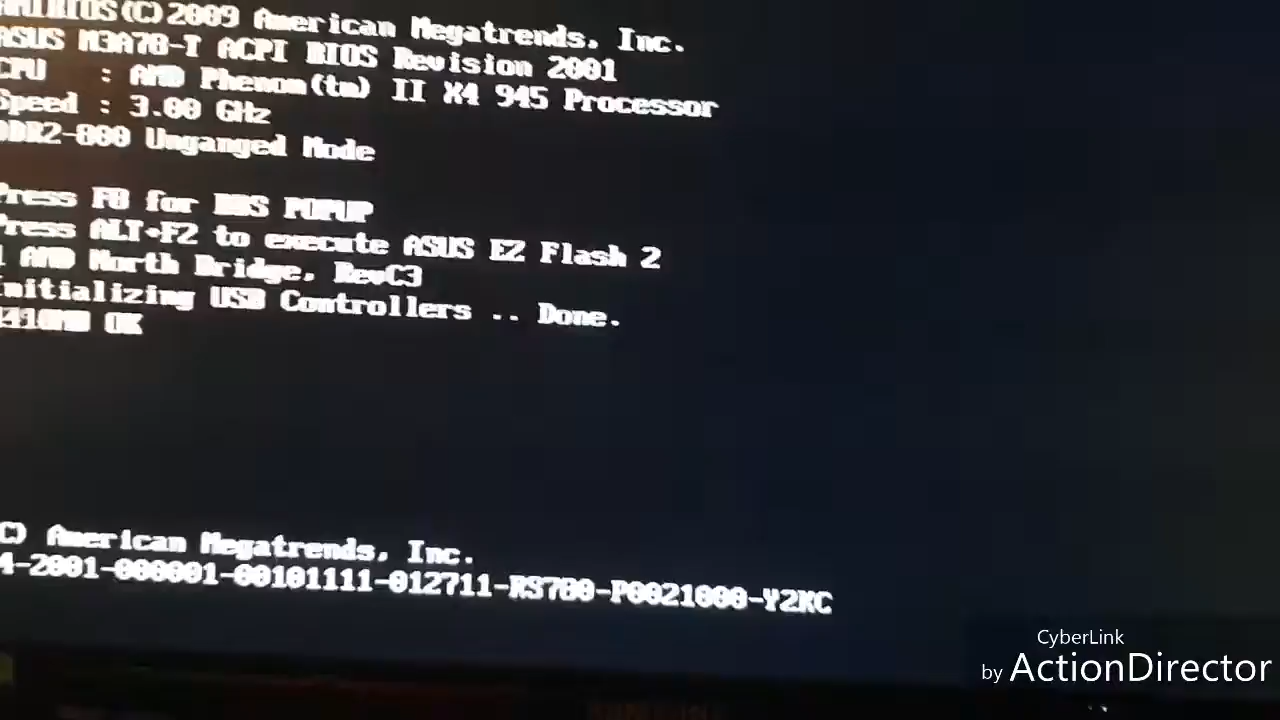 AMIBIOS(C)2009 American Megatrends, Inc.
ASUS M3A78-T ACPI BIOS Revision 2001
CPU : AMD Phenom(tm) II X4 945 Processor
Speed : 3.00 GHz
DDR2-800 Unganged Mode
Press F8 for BBS POPUP
Press ALT+F2 to execute ASUS EZ Flash 2
1 AMD North Bridge, RevC3
Initializing USB Controllers .. Done.
OK
C) American Megatrends, Inc.
4-2001-000001-00101111-012711-RS780-P0021000-Y2KC
CyberLink
by ActionDirector